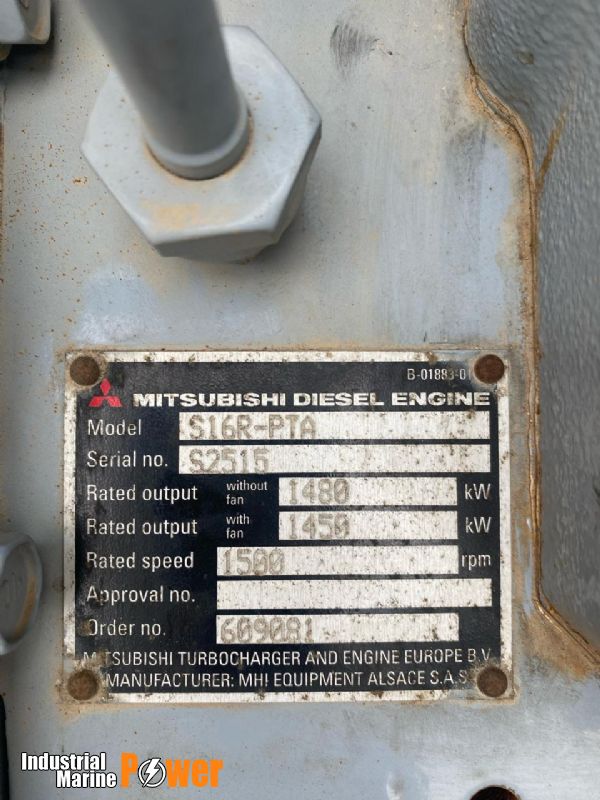 B-01893-01
MITSUBISHI DIESEL ENGINE
Model S16R-PTA
Serial no. S2515
Rated output without fan 1480 kW
Rated output with fan 1450 kW
Rated speed 1500 rpm
Approval no.
Order no. 609081
MITSUBISHI TURBOCHARGER AND ENGINE EUROPE B.V.
MANUFACTURER: MHI EQUIPMENT ALSACE S.A.S
Industrial
Marine Power